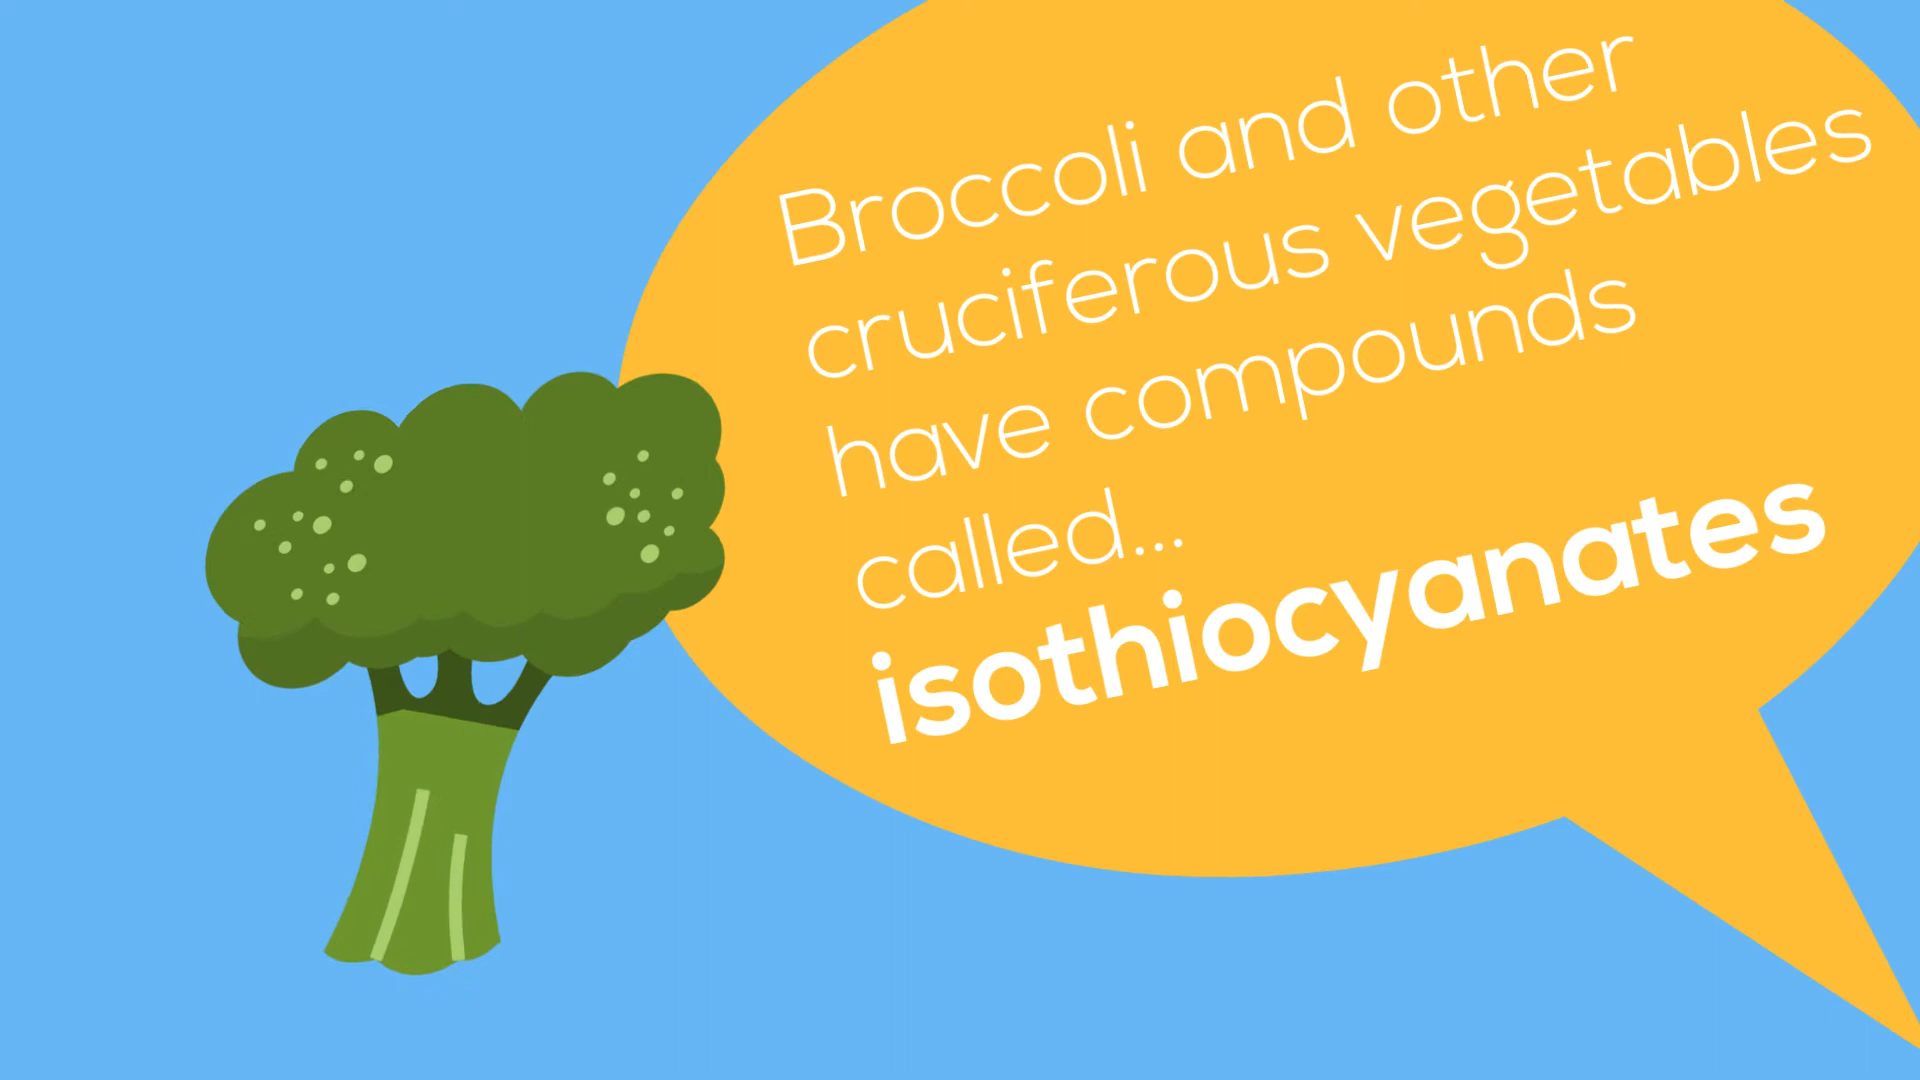 Broccoli and other
cruciferous vegetables
have compounds
called...
isothiocyanates